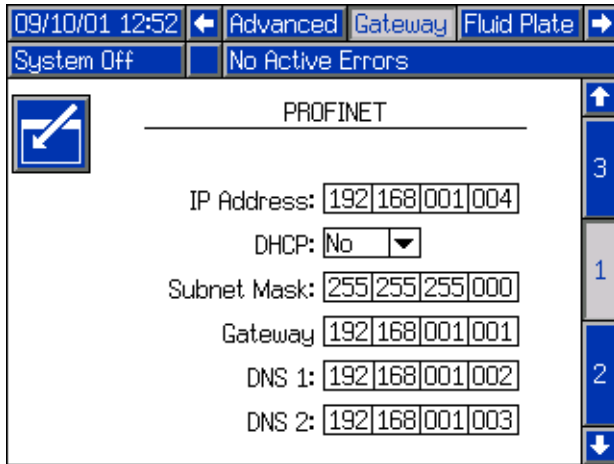 09/10/01 12:52 Advanced Gateway Fluid Plate
System Off No Active Errors
PROFINET
3
IP Address: 192 168 001 004
DHCP: No
1
Subnet Mask: 255 255 255 000
Gateway 192 168 001 001
DNS 1: 192 168 001 002
2
DNS 2: 192 168 001 003